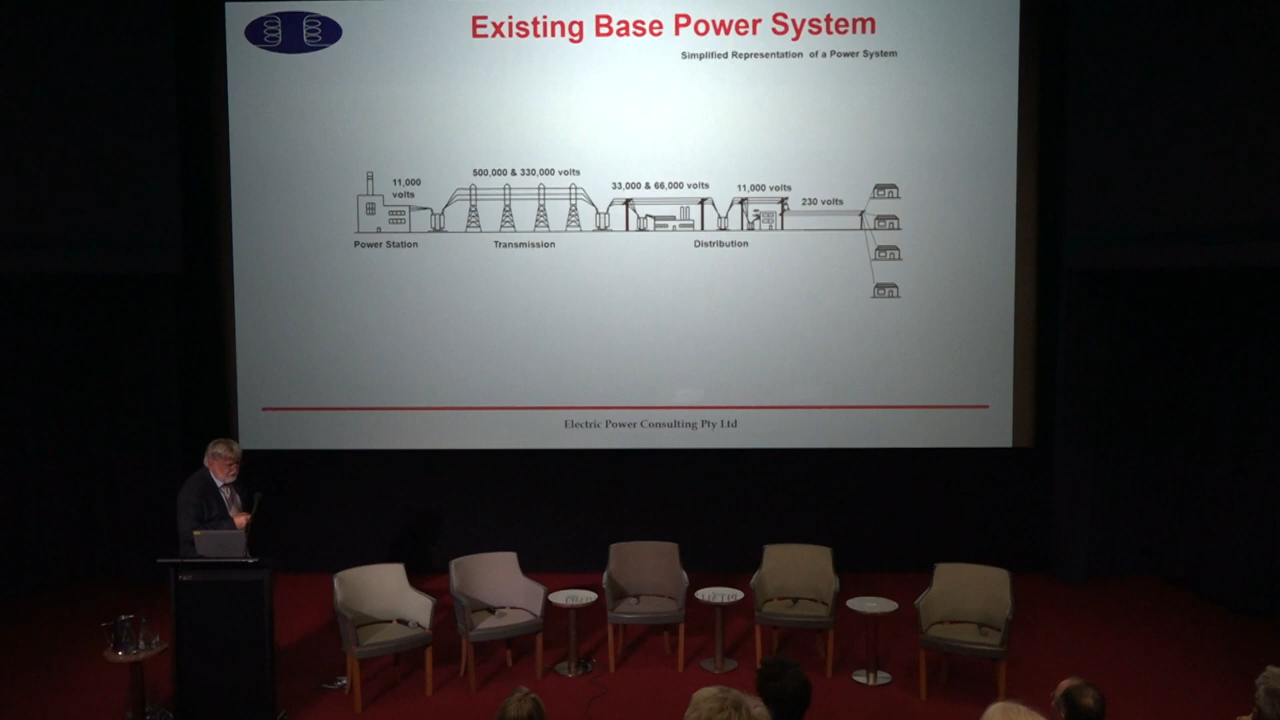 Existing Base Power System
Simplified Representation of a Power System
500,000 & 330,000 volts
11,000
volts
33,000 & 66,000 volts
11,000 volts
230 volts
Power Station
Transmission
Distribution
Electric Power Consulting Pty Ltd